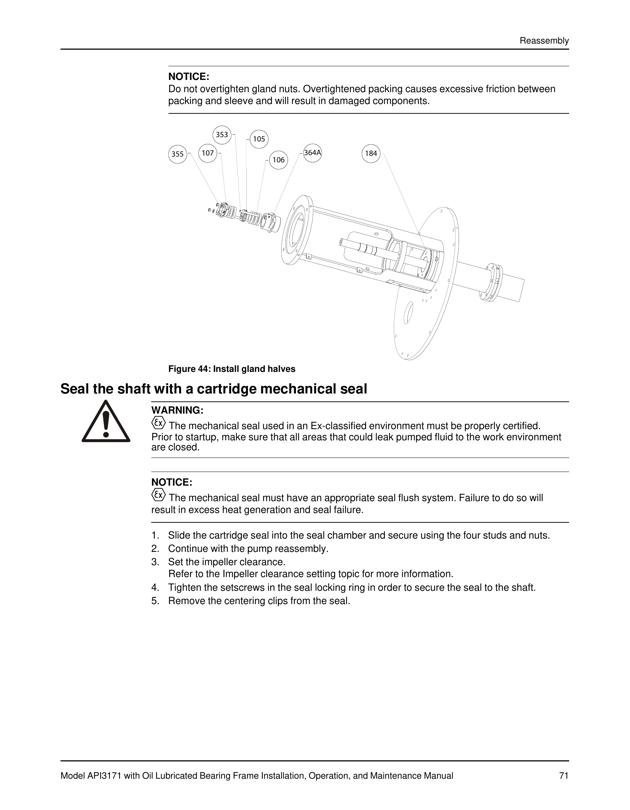 Reassembly
NOTICE:
Do not overtighten gland nuts. Overtightened packing causes excessive friction between
packing and sleeve and will result in damaged components.
353
105
355
107
106
364A
184
Figure 44: Install gland halves
Seal the shaft with a cartridge mechanical seal
WARNING:
Ex The mechanical seal used in an Ex-classified environment must be properly certified.
Prior to startup, make sure that all areas that could leak pumped fluid to the work environment
are closed.
NOTICE:
Ex The mechanical seal must have an appropriate seal flush system. Failure to do so will
result in excess heat generation and seal failure.
1. Slide the cartridge seal into the seal chamber and secure using the four studs and nuts.
2. Continue with the pump reassembly.
3. Set the impeller clearance.
Refer to the Impeller clearance setting topic for more information.
4. Tighten the setscrews in the seal locking ring in order to secure the seal to the shaft.
5. Remove the centering clips from the seal.
Model API3171 with Oil Lubricated Bearing Frame Installation, Operation, and Maintenance Manual 71